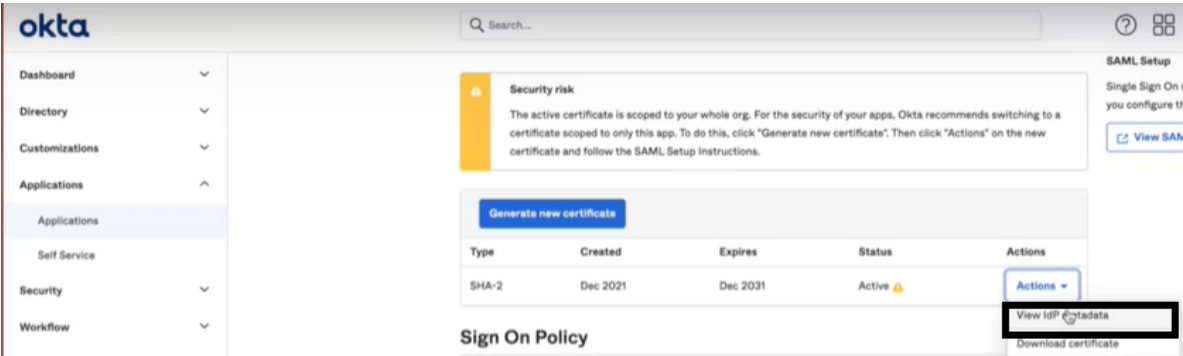 okta
Search...
Dashboard
Directory
Customizations
Applications
Applications
Self Service
Security
Workflow
Security risk
The active certificate is scoped to your whole org. For the security of your apps, Okta recommends switching to a
certificate scoped to only this app. To do this, click "Generate new certificate". Then click "Actions" on the new
certificate and follow the SAML Setup Instructions.
SAML Setup
Single Sign On
you configure
View SAM
Generate new certificate
Type Created Expires Status Actions
SHA-2 Dec 2021 Dec 2031 Active Actions
View IdP metadata
Download certificate
Sign On Policy